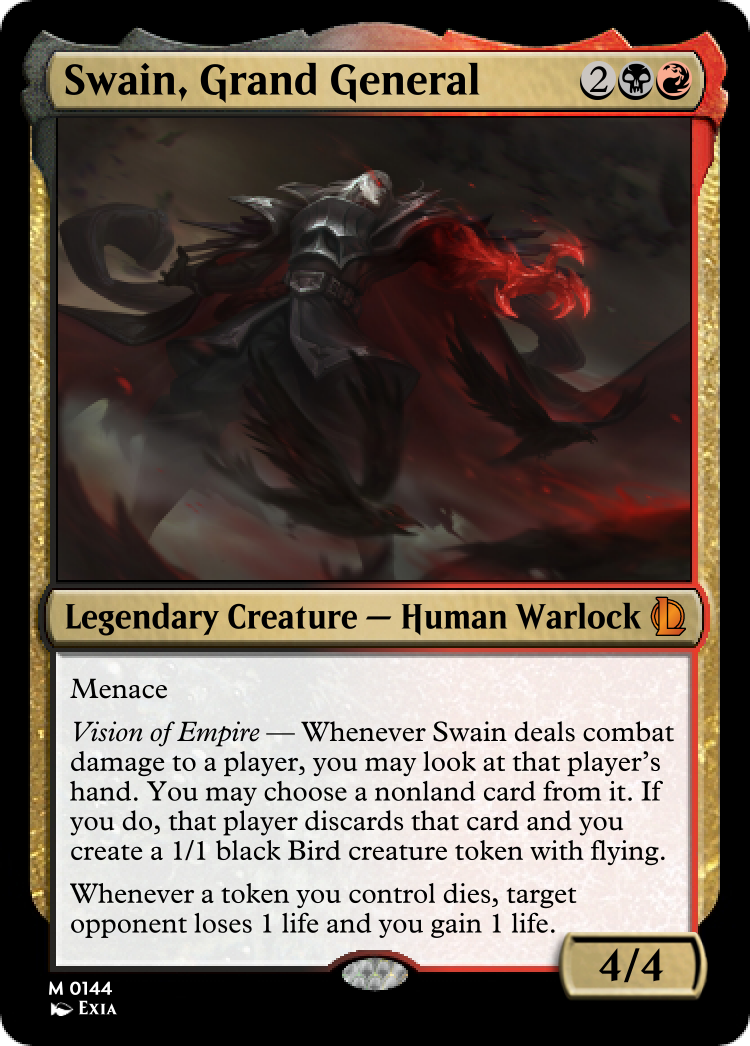 Swain, Grand General 2
Legendary Creature — Human Warlock
Menace
Vision of Empire — Whenever Swain deals combat
damage to a player, you may look at that player's
hand. You may choose a nonland card from it. If
you do, that player discards that card and you
create a 1/1 black Bird creature token with flying.
Whenever a token you control dies, target
opponent loses 1 life and you gain 1 life.
4/4
M 0144
Exia